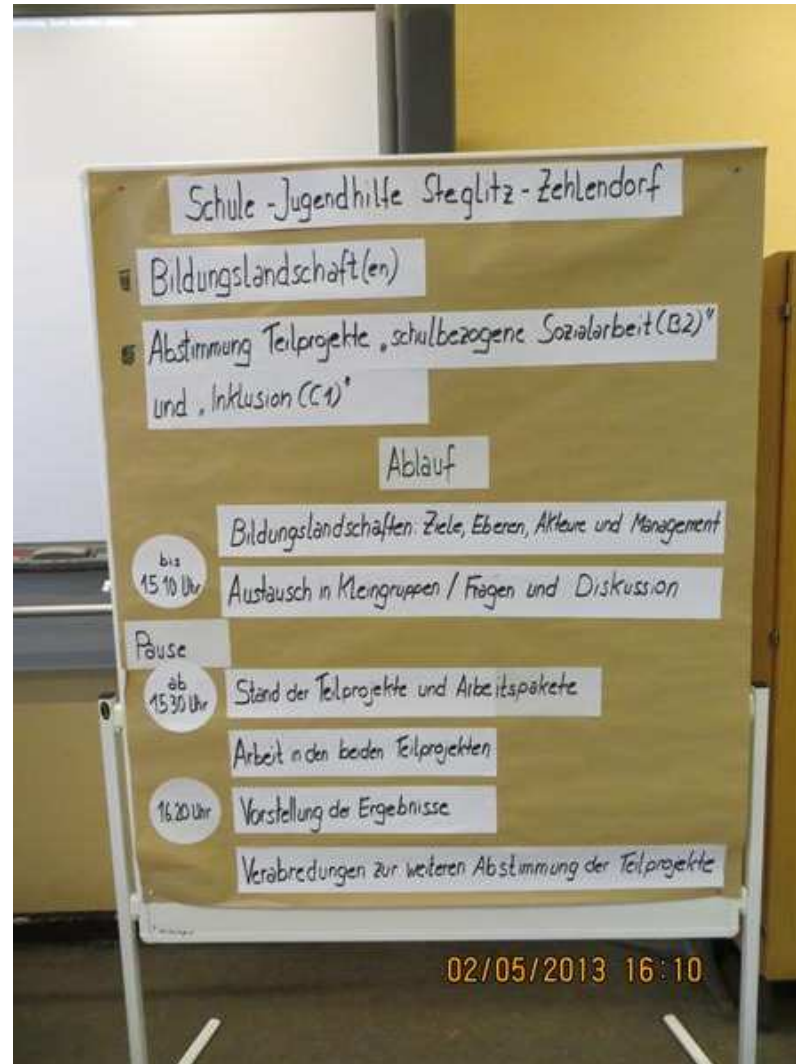 Schule - Jugendhilfe Steglitz - Zehlendorf
Bildungslandschaft(en)
Abstimmung Teilprojekte „schulbezogene Sozialarbeit (B2)"
und „Inklusion (C1)"
Ablauf
Bildungslandschaften: Ziele, Eberen, Akteure und Management
bis
15 10 Uhr
Austausch in Kleingruppen / Fragen und Diskussion
Pause
ab
15 30 Uhr
Stand der Teilprojekte und Arbeitspakete
Arbeit in den beiden Teilprojekten
16.20 Uhr
Vorstellung der Ergebnisse
Verabredungen zur weiteren Abstimmung der Teilprojekte
02/05/2013 16:10